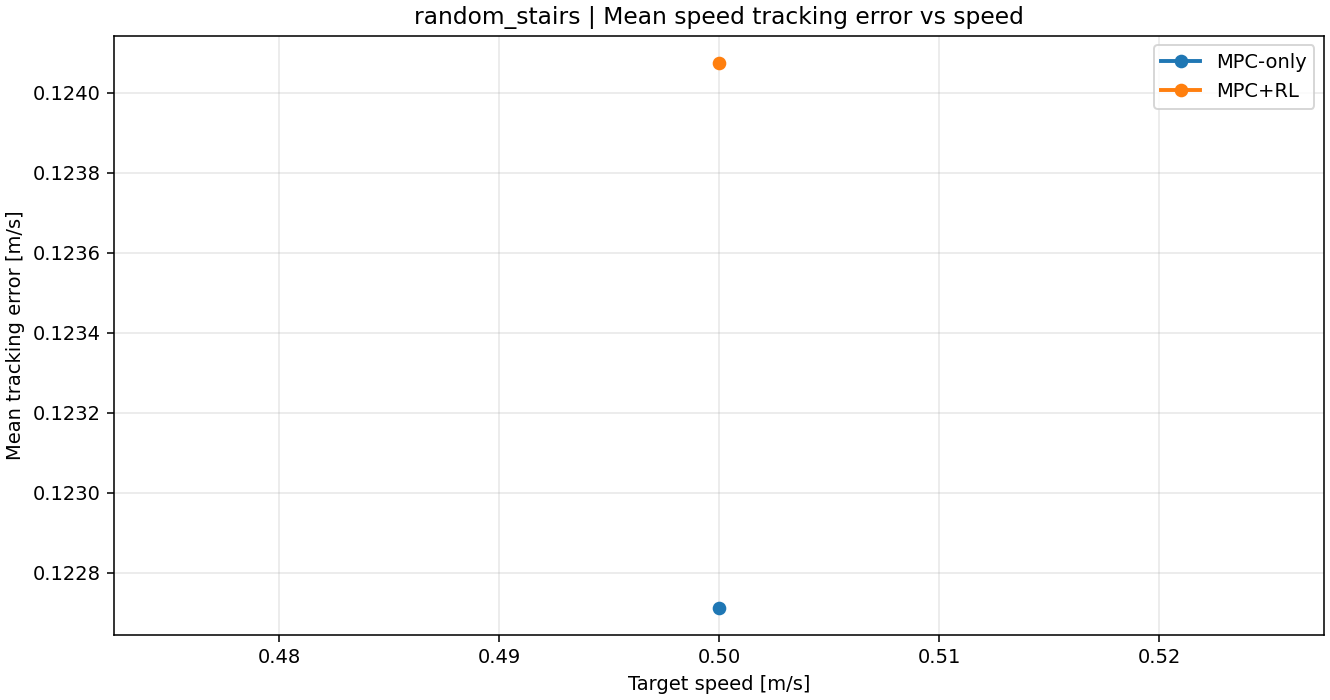 random_stairs | Mean speed tracking error vs speed
MPC-only
MPC+RL
Mean tracking error [m/s]
0.1240
0.1238
0.1236
0.1234
0.1232
0.1230
0.1228
0.48
0.49
0.50
0.51
0.52
Target speed [m/s]